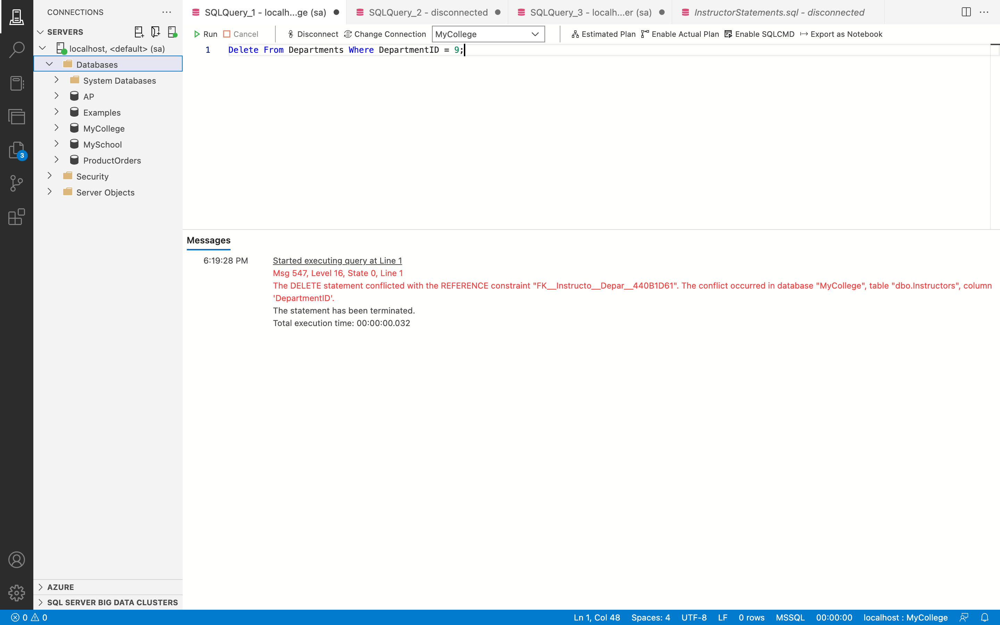 CONNECTIONS
SERVERS
localhost, <default> (sa)
Databases
System Databases
AP
Examples
MyCollege
MySchool
ProductOrders
Security
Server Objects
AZURE
SQL SERVER BIG DATA CLUSTERS
3
SQLQuery_1 - localh...ge (sa)
SQLQuery_2 - disconnected
SQLQuery_3 - localh...er (sa)
InstructorStatements.sql - disconnected
Run Cancel Disconnect Change Connection MyCollege Estimated Plan Enable Actual Plan Enable SQLCMD Export as Notebook
1 Delete From Departments Where DepartmentID = 9;
Messages
6:19:28 PM Started executing query at Line 1
Msg 547, Level 16, State 0, Line 1
The DELETE statement conflicted with the REFERENCE constraint "FK__Instructo__Depar__440B1D61". The conflict occurred in database "MyCollege", table "dbo.Instructors", column
'DepartmentID'.
The statement has been terminated.
Total execution time: 00:00:00.032
0 0 Ln 1, Col 48 Spaces: 4 UTF-8 LF 0 rows MSSQL 00:00:00 localhost : MyCollege